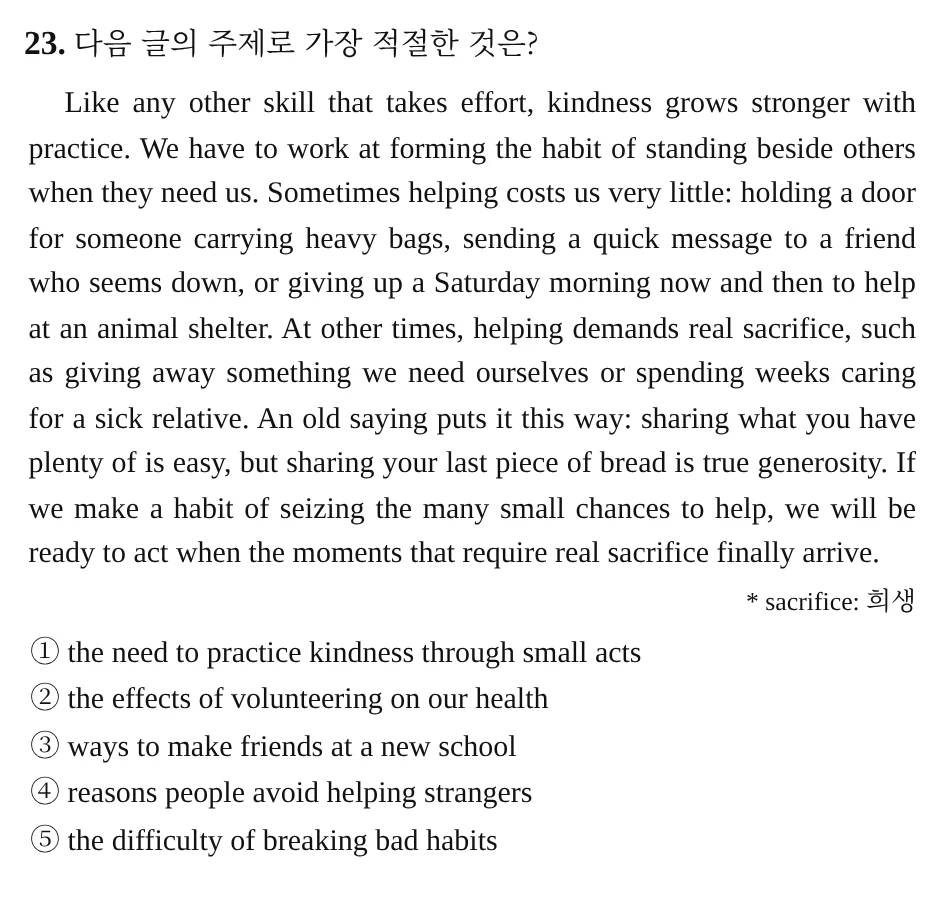 23. 다음 글의 주제로 가장 적절한 것은?
Like any other skill that takes effort, kindness grows stronger with
practice. We have to work at forming the habit of standing beside others
when they need us. Sometimes helping costs us very little: holding a door
for someone carrying heavy bags, sending a quick message to a friend
who seems down, or giving up a Saturday morning now and then to help
at an animal shelter. At other times, helping demands real sacrifice, such
as giving away something we need ourselves or spending weeks caring
for a sick relative. An old saying puts it this way: sharing what you have
plenty of is easy, but sharing your last piece of bread is true generosity. If
we make a habit of seizing the many small chances to help, we will be
ready to act when the moments that require real sacrifice finally arrive.
* sacrifice: 희생
① the need to practice kindness through small acts
② the effects of volunteering on our health
③ ways to make friends at a new school
④ reasons people avoid helping strangers
⑤ the difficulty of breaking bad habits